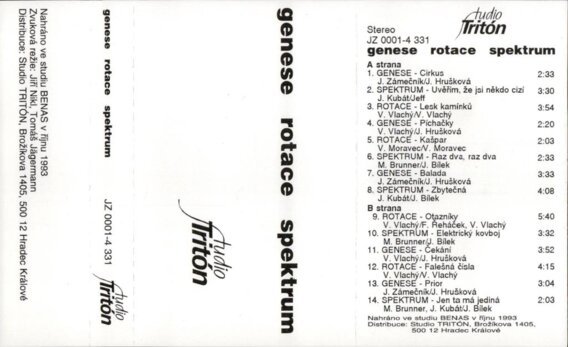 Nahráno ve studiu BENAS v říjnu 1993
Zvuková režie: Jiří Nikl, Tomáš Jägermann
Distribuce: Studio TRITÓN, Brožíkova 1405, 500 12 Hradec Králové
genese rotace spektrum
JZ 0001-4 331
studio
Tritón
studio
Tritón
genese rotace spektrum
studio
Tritón
Stereo
JZ 0001-4 331
genese rotace spektrum
A strana
1. GENESE - Cirkus 2:33
J. Zámečník/J. Hrušková
2. SPEKTRUM - Uvěřím, že jsi někdo cizí 3:30
J. Kubát/Jeff
3. ROTACE - Lesk kamínků 3:54
V. Vlachý/V. Vlachý
4. GENESE - Píchačky 2:20
V. Vlachý/J. Hrušková
5. ROTACE - Kašpar 2:03
V. Moravec/V. Moravec
6. SPEKTRUM - Raz dva, raz dva 2:33
M. Brunner/J. Bílek
7. GENESE - Balada 3:33
J. Zámečník/J. Hrušková
8. SPEKTRUM - Zbytečná 4:08
J. Kubát/J. Bílek
B strana
9. ROTACE - Otazníky 5:40
V. Vlachý/F. Řeháček, V. Vlachý
10. SPEKTRUM - Elektrický kovboj 3:32
M. Brunner/J. Bílek
11. GENESE - Čekání 3:52
V. Vlachý/J. Hrušková
12. ROTACE - Falešná čísla 4:15
V. Vlachý/V. Vlachý
13. GENESE - Prior 3:04
J. Zámečník/J. Hrušková
14. SPEKTRUM - Jen ta má jediná 2:03
M. Brunner, J. Kubát/J. Bílek
Nahráno ve studiu BENAS v říjnu 1993
Distribuce: Studio TRITÓN, Brožíkova 1405,
500 12 Hradec Králové